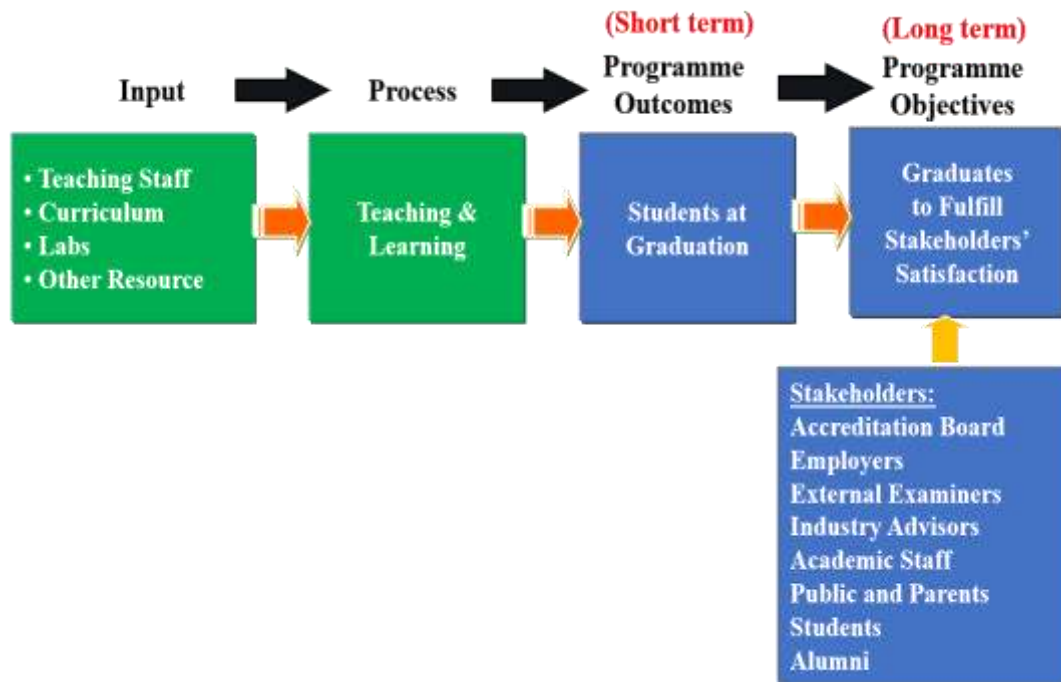 (Short term)
(Long term)
Input
Process
Programme
Outcomes
Programme
Objectives
• Teaching Staff
• Curriculum
• Labs
• Other Resource
Teaching &
Learning
Students at
Graduation
Graduates
to Fulfill
Stakeholders’
Satisfaction
Stakeholders:
Accreditation Board
Employers
External Examiners
Industry Advisors
Academic Staff
Public and Parents
Students
Alumni